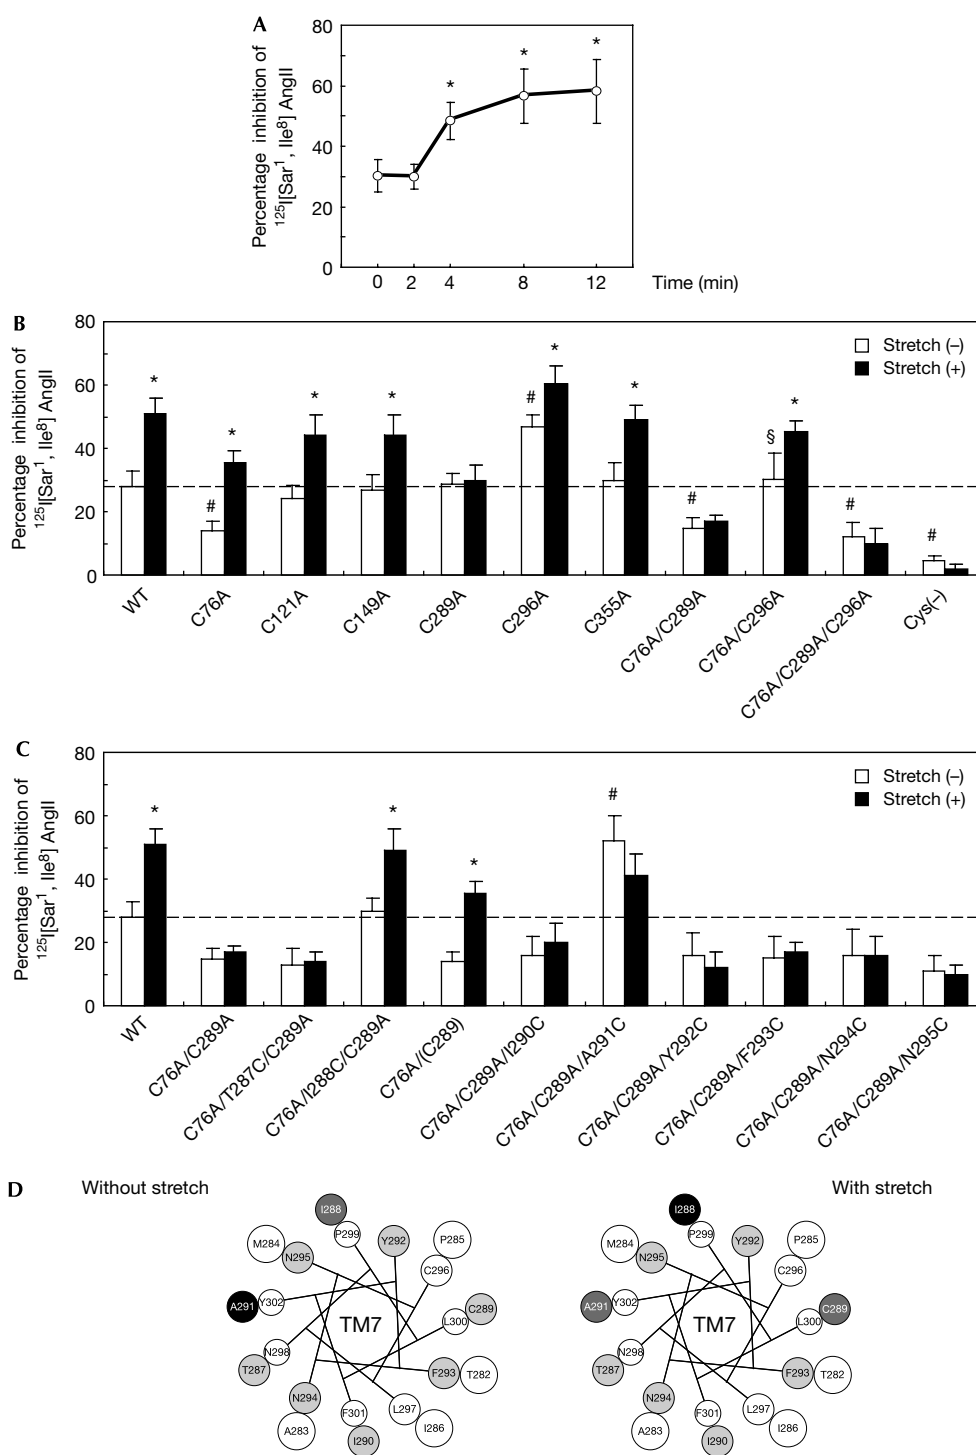 A
Percentage inhibition of
¹²⁵I[Sar¹, Ile⁸] AngII
80
60
40
20
0
* * *
0 2 4 8 12 Time (min)
B
Percentage inhibition of
¹²⁵I[Sar¹, Ile⁸] AngII
80
60
40
20
0
Stretch (–)
Stretch (+)
* # * * * # * * # § * # #
WT C76A C121A C149A C289A C296A C355A C76A/C289A C76A/C296A C76A/C289A/C296A Cys(–)
C
Percentage inhibition of
¹²⁵I[Sar¹, Ile⁸] AngII
80
60
40
20
0
Stretch (–)
Stretch (+)
* * * #
WT C76A/C289A C76A/T287C/C289A C76A/I288C/C289A C76A/(C289) C76A/C289A/I290C C76A/C289A/A291C C76A/C289A/Y292C C76A/C289A/F293C C76A/C289A/N294C C76A/C289A/N295C
D
Without stretch
I288
P299
Y292
P285
M284
N295
C296
A291
Y302
C289
L300
TM7
N298
T287
F293
T282
N294
A283
F301
I290
L297
I286
With stretch
I288
P299
Y292
P285
M284
N295
C296
A291
Y302
C289
L300
TM7
N298
T287
F293
T282
N294
A283
F301
I290
L297
I286